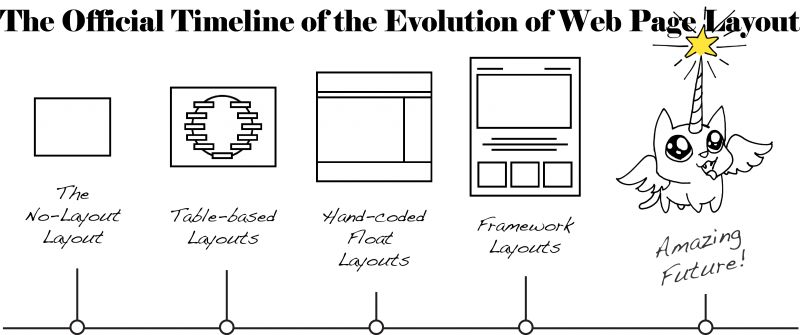 The Official Timeline of the Evolution of Web Page Layout
The
No-Layout
Layout
Table-based
Layouts
Hand-coded
Float
Layouts
Framework
Layouts
Amazing
Future!